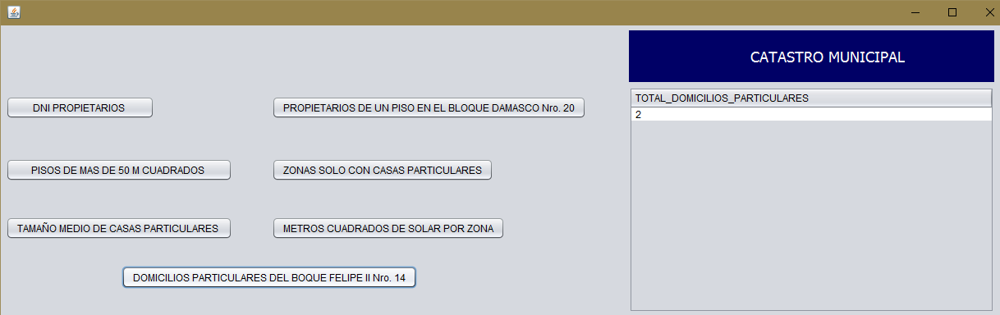 CATASTRO MUNICIPAL
DNI PROPIETARIOS
PROPIETARIOS DE UN PISO EN EL BLOQUE DAMASCO Nro. 20
PISOS DE MAS DE 50 M CUADRADOS
ZONAS SOLO CON CASAS PARTICULARES
TAMAÑO MEDIO DE CASAS PARTICULARES
METROS CUADRADOS DE SOLAR POR ZONA
DOMICILIOS PARTICULARES DEL BOQUE FELIPE II Nro. 14
TOTAL_DOMICILIOS_PARTICULARES
2